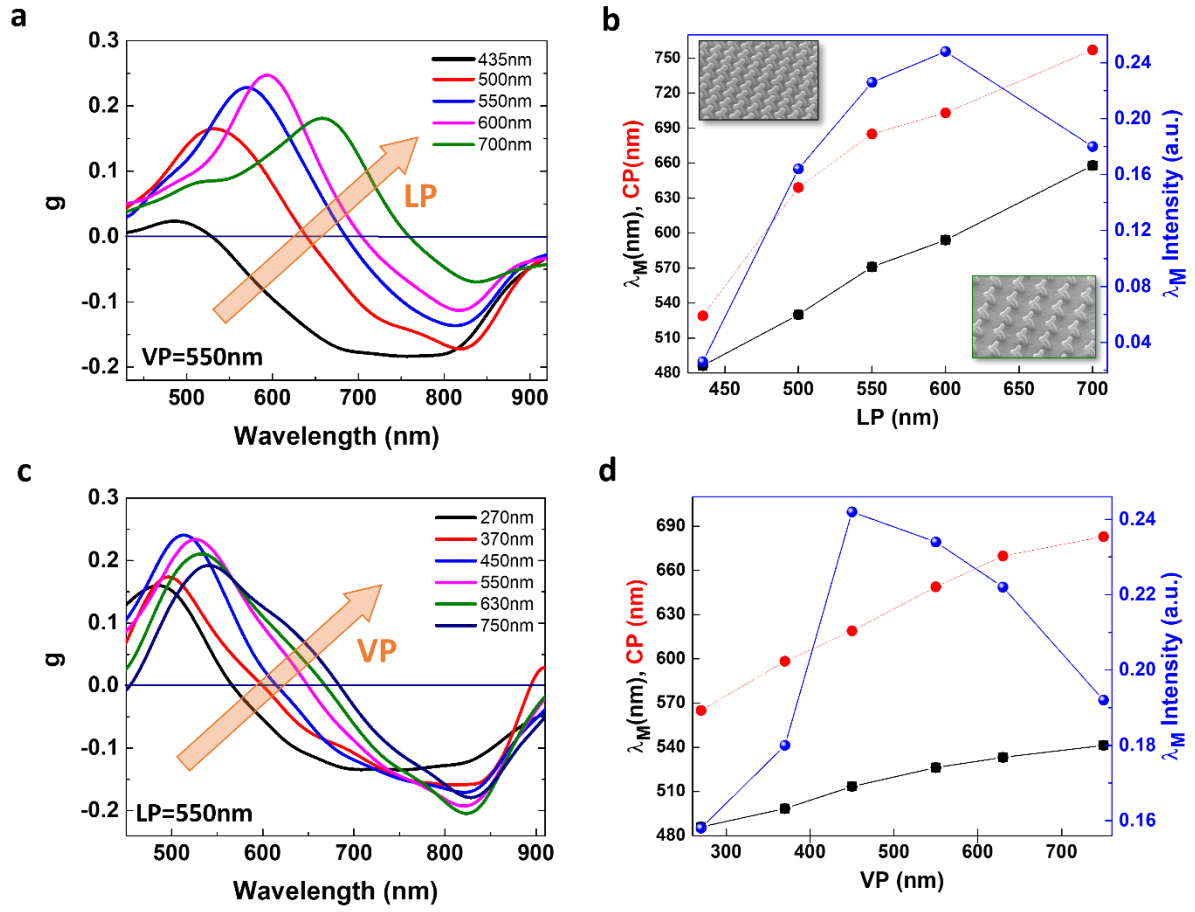 a
0.3
0.2
0.1
0.0
-0.1
-0.2
g
435nm
500nm
550nm
600nm
700nm
LP
VP=550nm
500 600 700 800 900
Wavelength (nm)
b
750
720
690
660
630
600
570
540
510
480
λM(nm), CP(nm)
0.24
0.20
0.16
0.12
0.08
0.04
λM Intensity (a.u.)
450 500 550 600 650 700
LP (nm)
c
0.3
0.2
0.1
0.0
-0.1
-0.2
g
270nm
370nm
450nm
550nm
630nm
750nm
VP
LP=550nm
500 600 700 800 900
Wavelength (nm)
d
690
660
630
600
570
540
510
480
λM(nm), CP (nm)
0.24
0.22
0.20
0.18
0.16
λM Intensity (a.u.)
300 400 500 600 700
VP (nm)